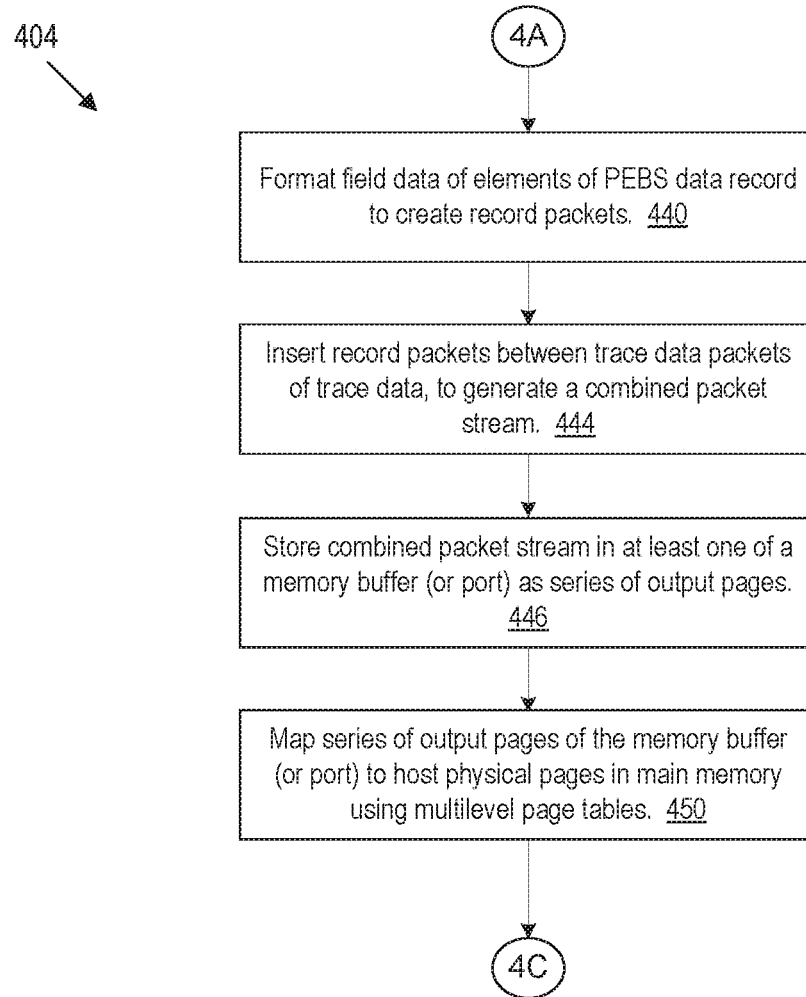 404
4A
Format field data of elements of PEBS data record
to create record packets. 440
Insert record packets between trace data packets
of trace data, to generate a combined packet
stream. 444
Store combined packet stream in at least one of a
memory buffer (or port) as series of output pages.
446
Map series of output pages of the memory buffer
(or port) to host physical pages in main memory
using multilevel page tables. 450
4C